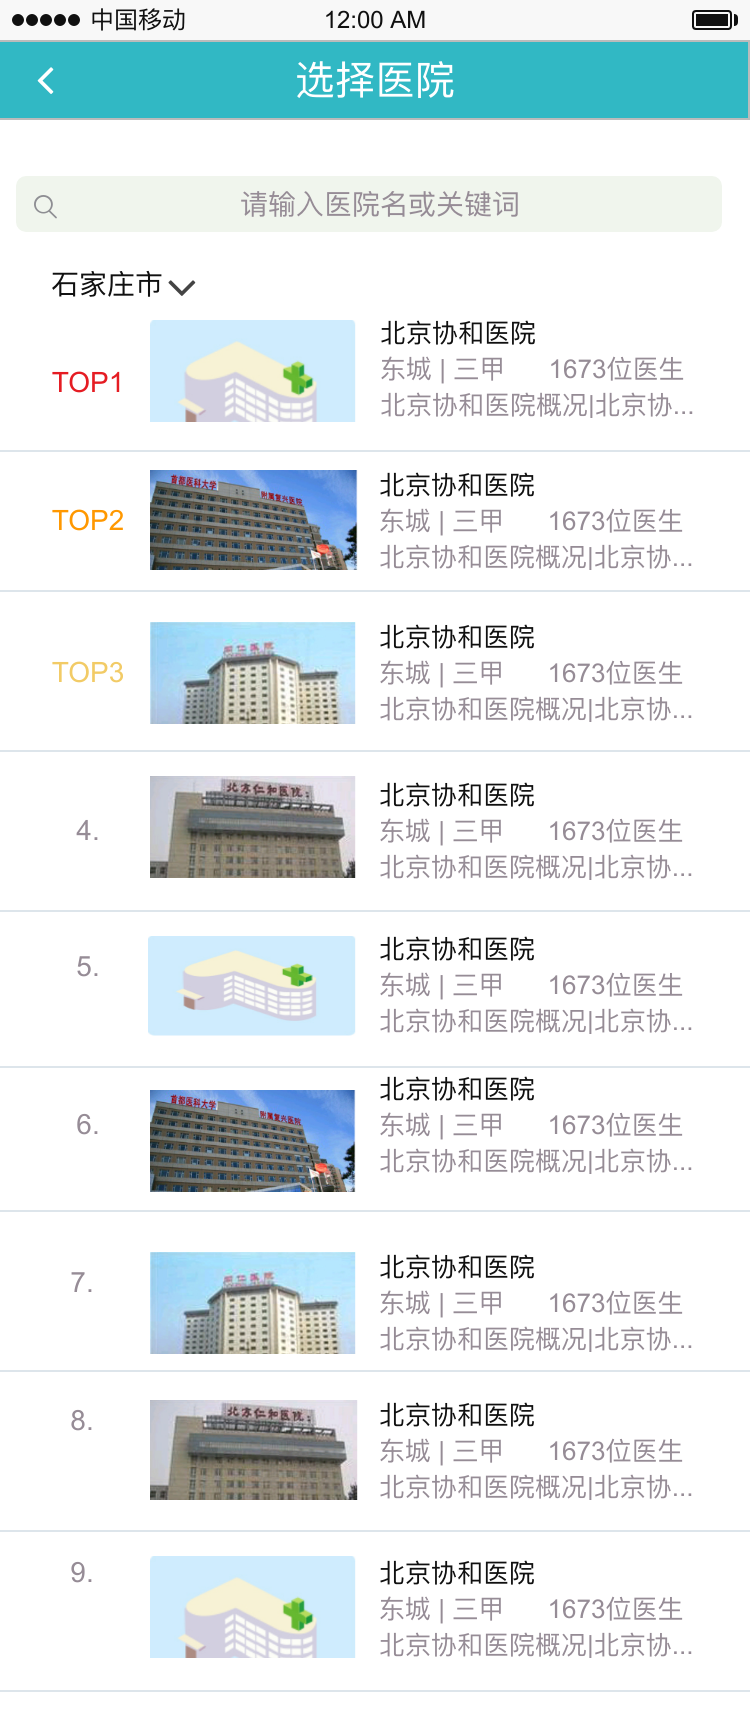 中国移动 12:00 AM
选择医院
请输入医院名或关键词
石家庄市
北京协和医院
TOP1
东城 | 三甲 1673位医生
北京协和医院概况|北京协...
首都医科大学
附属复兴医院
北京协和医院
TOP2
东城 | 三甲 1673位医生
北京协和医院概况|北京协...
同仁医院
北京协和医院
TOP3
东城 | 三甲 1673位医生
北京协和医院概况|北京协...
北京仁和医院
北京协和医院
4.
东城 | 三甲 1673位医生
北京协和医院概况|北京协...
北京协和医院
5.
东城 | 三甲 1673位医生
北京协和医院概况|北京协...
首都医科大学
附属复兴医院
北京协和医院
6.
东城 | 三甲 1673位医生
北京协和医院概况|北京协...
同仁医院
北京协和医院
7.
东城 | 三甲 1673位医生
北京协和医院概况|北京协...
北京仁和医院
北京协和医院
8.
东城 | 三甲 1673位医生
北京协和医院概况|北京协...
北京协和医院
9.
东城 | 三甲 1673位医生
北京协和医院概况|北京协...